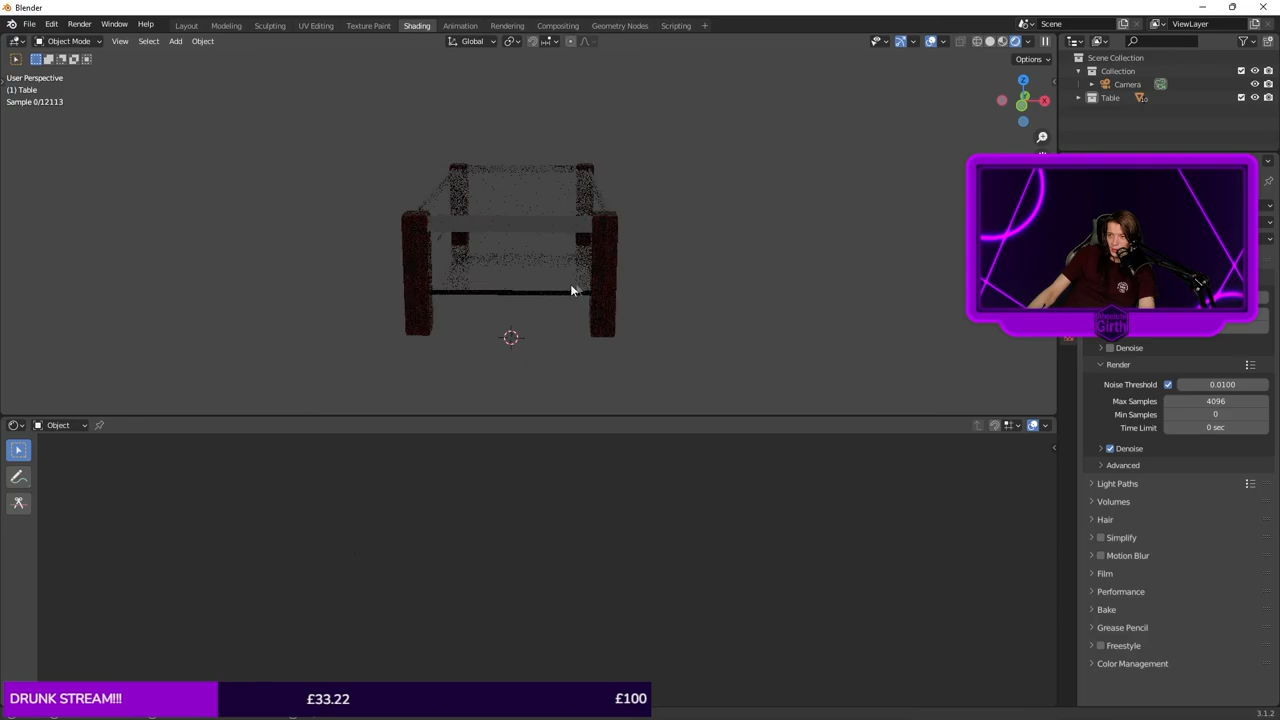 Blender
File Edit Render Window Help Layout Modeling Sculpting UV Editing Texture Paint Shading Animation Rendering Compositing Geometry Nodes Scripting + Scene ViewLayer
Object Mode View Select Add Object Global
Options
User Perspective
(1) Table
Sample 0/12113
Z
X
Scene Collection
Collection
Camera
Table
Girth
Denoise
Render
Noise Threshold 0.0100
Max Samples 4096
Min Samples 0
Time Limit 0 sec
Denoise
Advanced
Light Paths
Volumes
Hair
Simplify
Motion Blur
Film
Performance
Bake
Grease Pencil
Freestyle
Color Management
Object
DRUNK STREAM!!! £33.22 £100
3.1.2